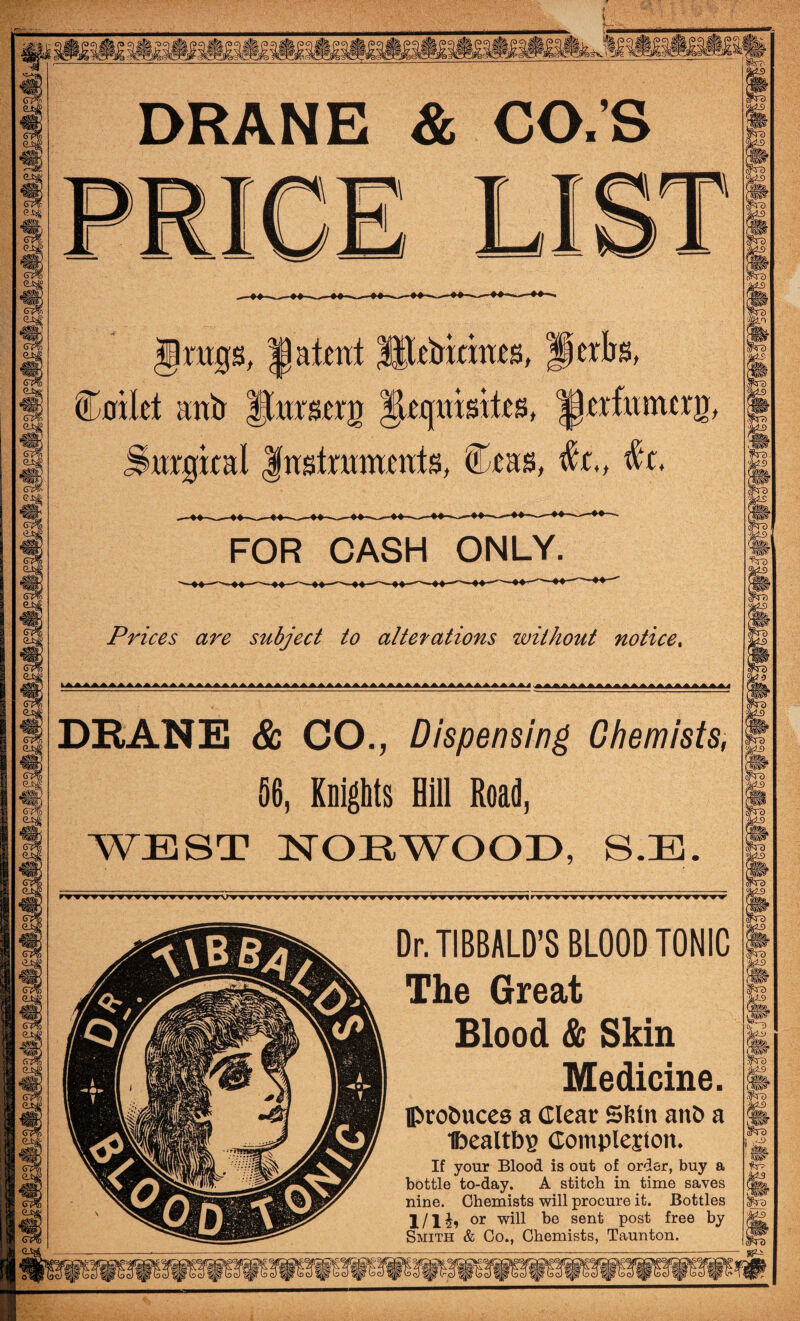 DRANE & CO.'S
PRICE LIST
Drugs, Patent Medicines, Herbs,
Toilet and Nursery Requisites, Perfumery,
Surgical Instruments, Teas, &c., &c.
FOR CASH ONLY.
Prices are subject to alterations without notice.
DRANE & CO., Dispensing Chemists,
56, Knights Hill Road,
WEST NORWOOD, S.E.
DR. TIBBALD'S
BLOOD TONIC
Dr. TIBBALD'S BLOOD TONIC
The Great
Blood & Skin
Medicine.
Produces a Clear Skin and a
Healthy Complexion.
If your Blood is out of order, buy a
bottle to-day. A stitch in time saves
nine. Chemists will procure it. Bottles
1/1½, or will be sent post free by
SMITH & Co., Chemists, Taunton.